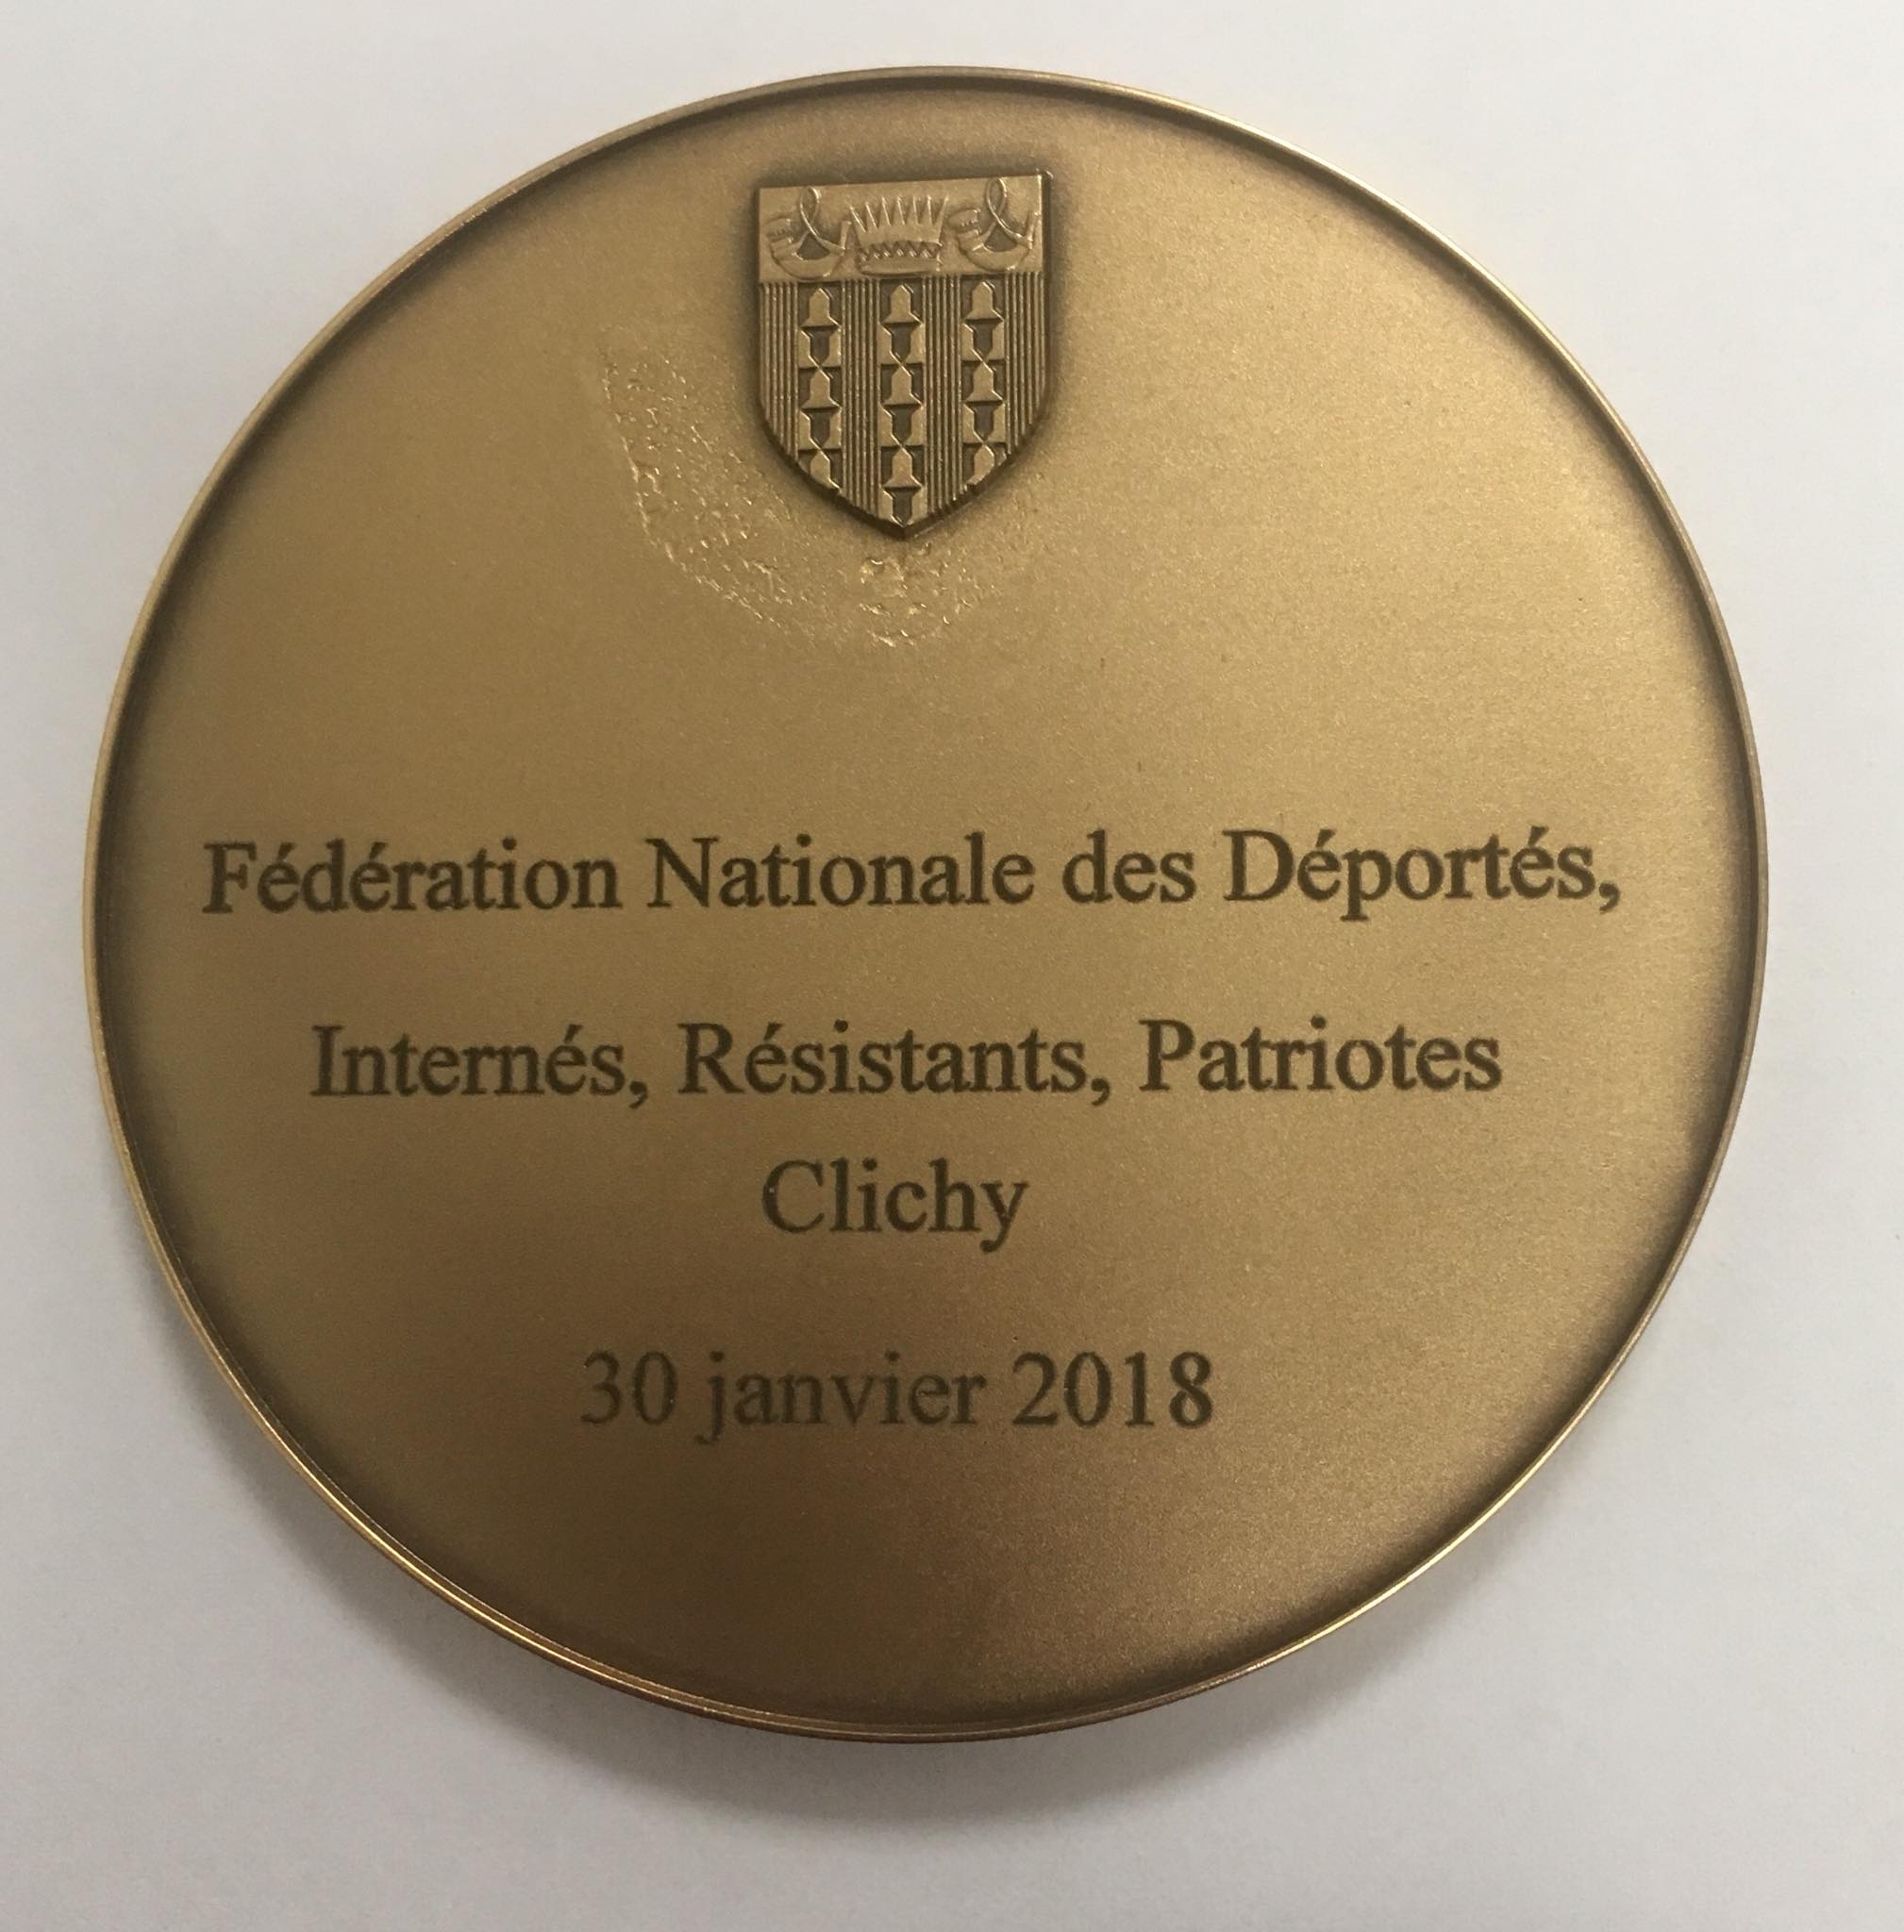 Fédération Nationale des Déportés,
Internés, Résistants, Patriotes
Clichy
30 janvier 2018